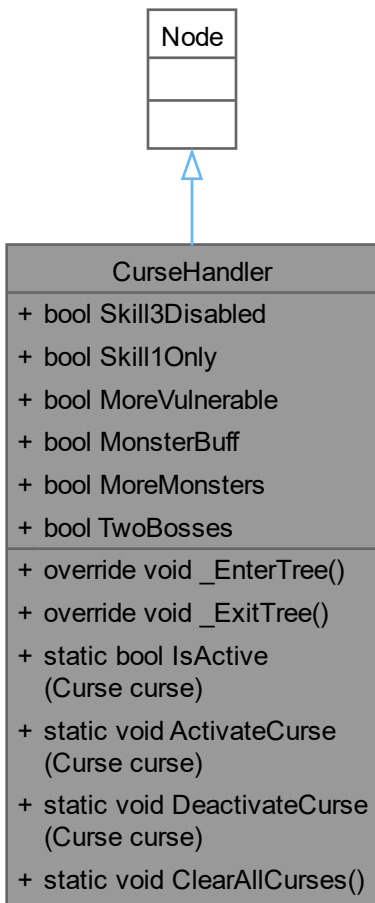 Node
CurseHandler
+ bool Skill3Disabled
+ bool Skill1Only
+ bool MoreVulnerable
+ bool MonsterBuff
+ bool MoreMonsters
+ bool TwoBosses
+ override void _EnterTree()
+ override void _ExitTree()
+ static bool IsActive
(Curse curse)
+ static void ActivateCurse
(Curse curse)
+ static void DeactivateCurse
(Curse curse)
+ static void ClearAllCurses()